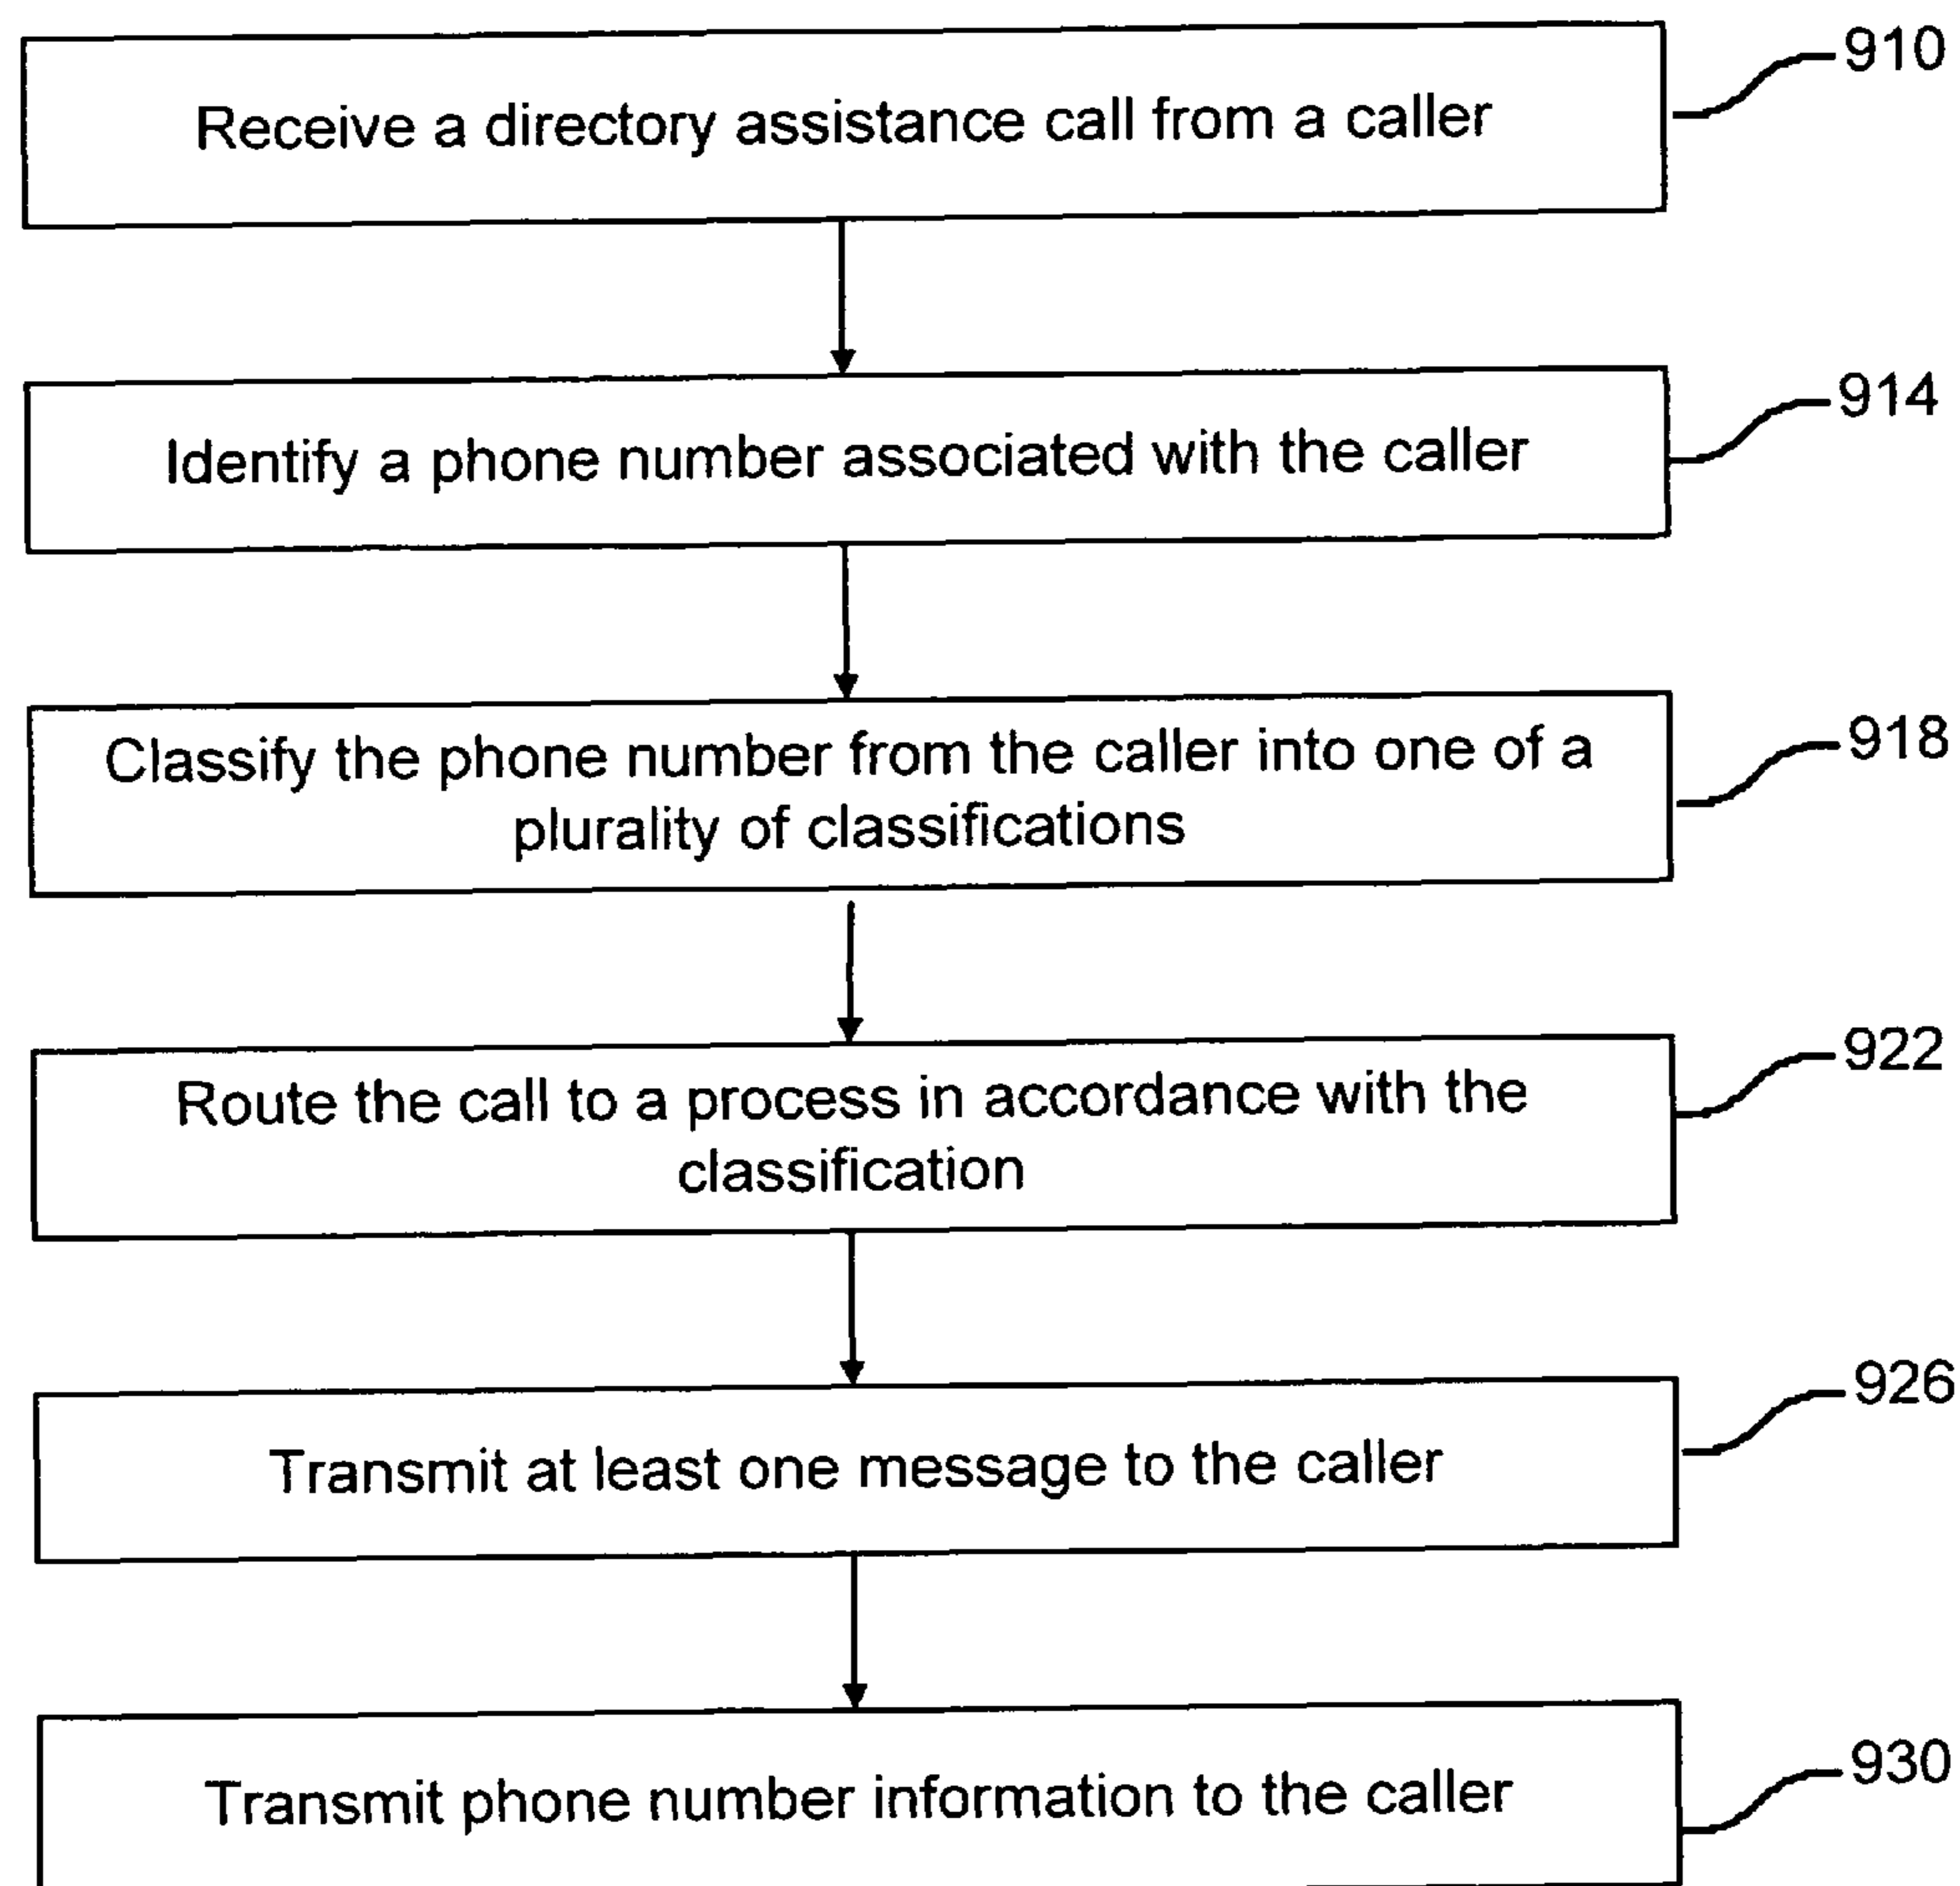 910
Receive a directory assistance call from a caller
914
Identify a phone number associated with the caller
918
Classify the phone number from the caller into one of a
plurality of classifications
922
Route the call to a process in accordance with the
classification
926
Transmit at least one message to the caller
930
Transmit phone number information to the caller